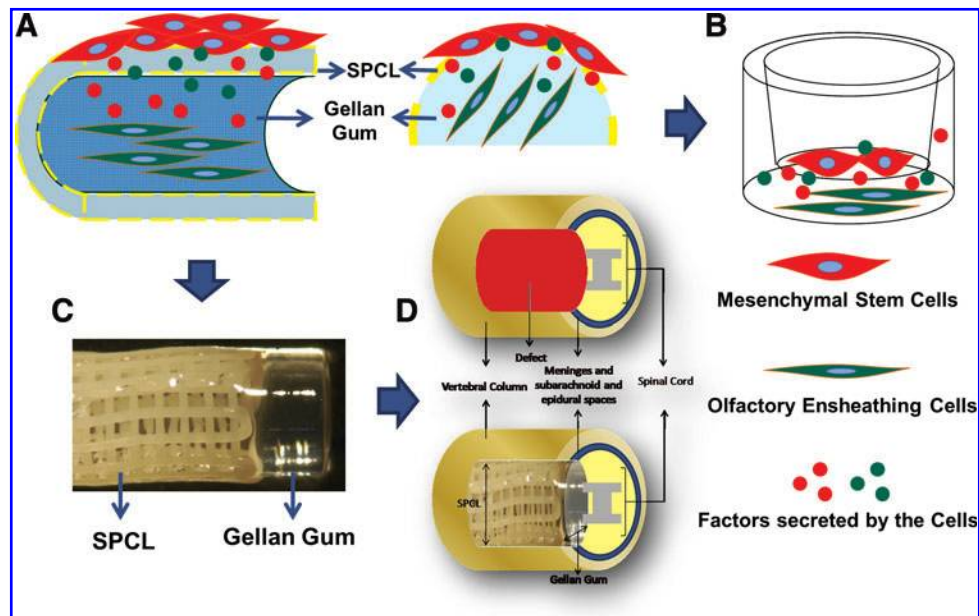 A
SPCL
Gellan
Gum
B
Mesenchymal Stem Cells
Olfactory Ensheathing Cells
Factors secreted by the Cells
C
SPCL
Gellan Gum
D
Defect
Vertebral Column
Meninges and
subarachnoid and
epidural spaces
Spinal Cord
SPCL
Gellan Gum